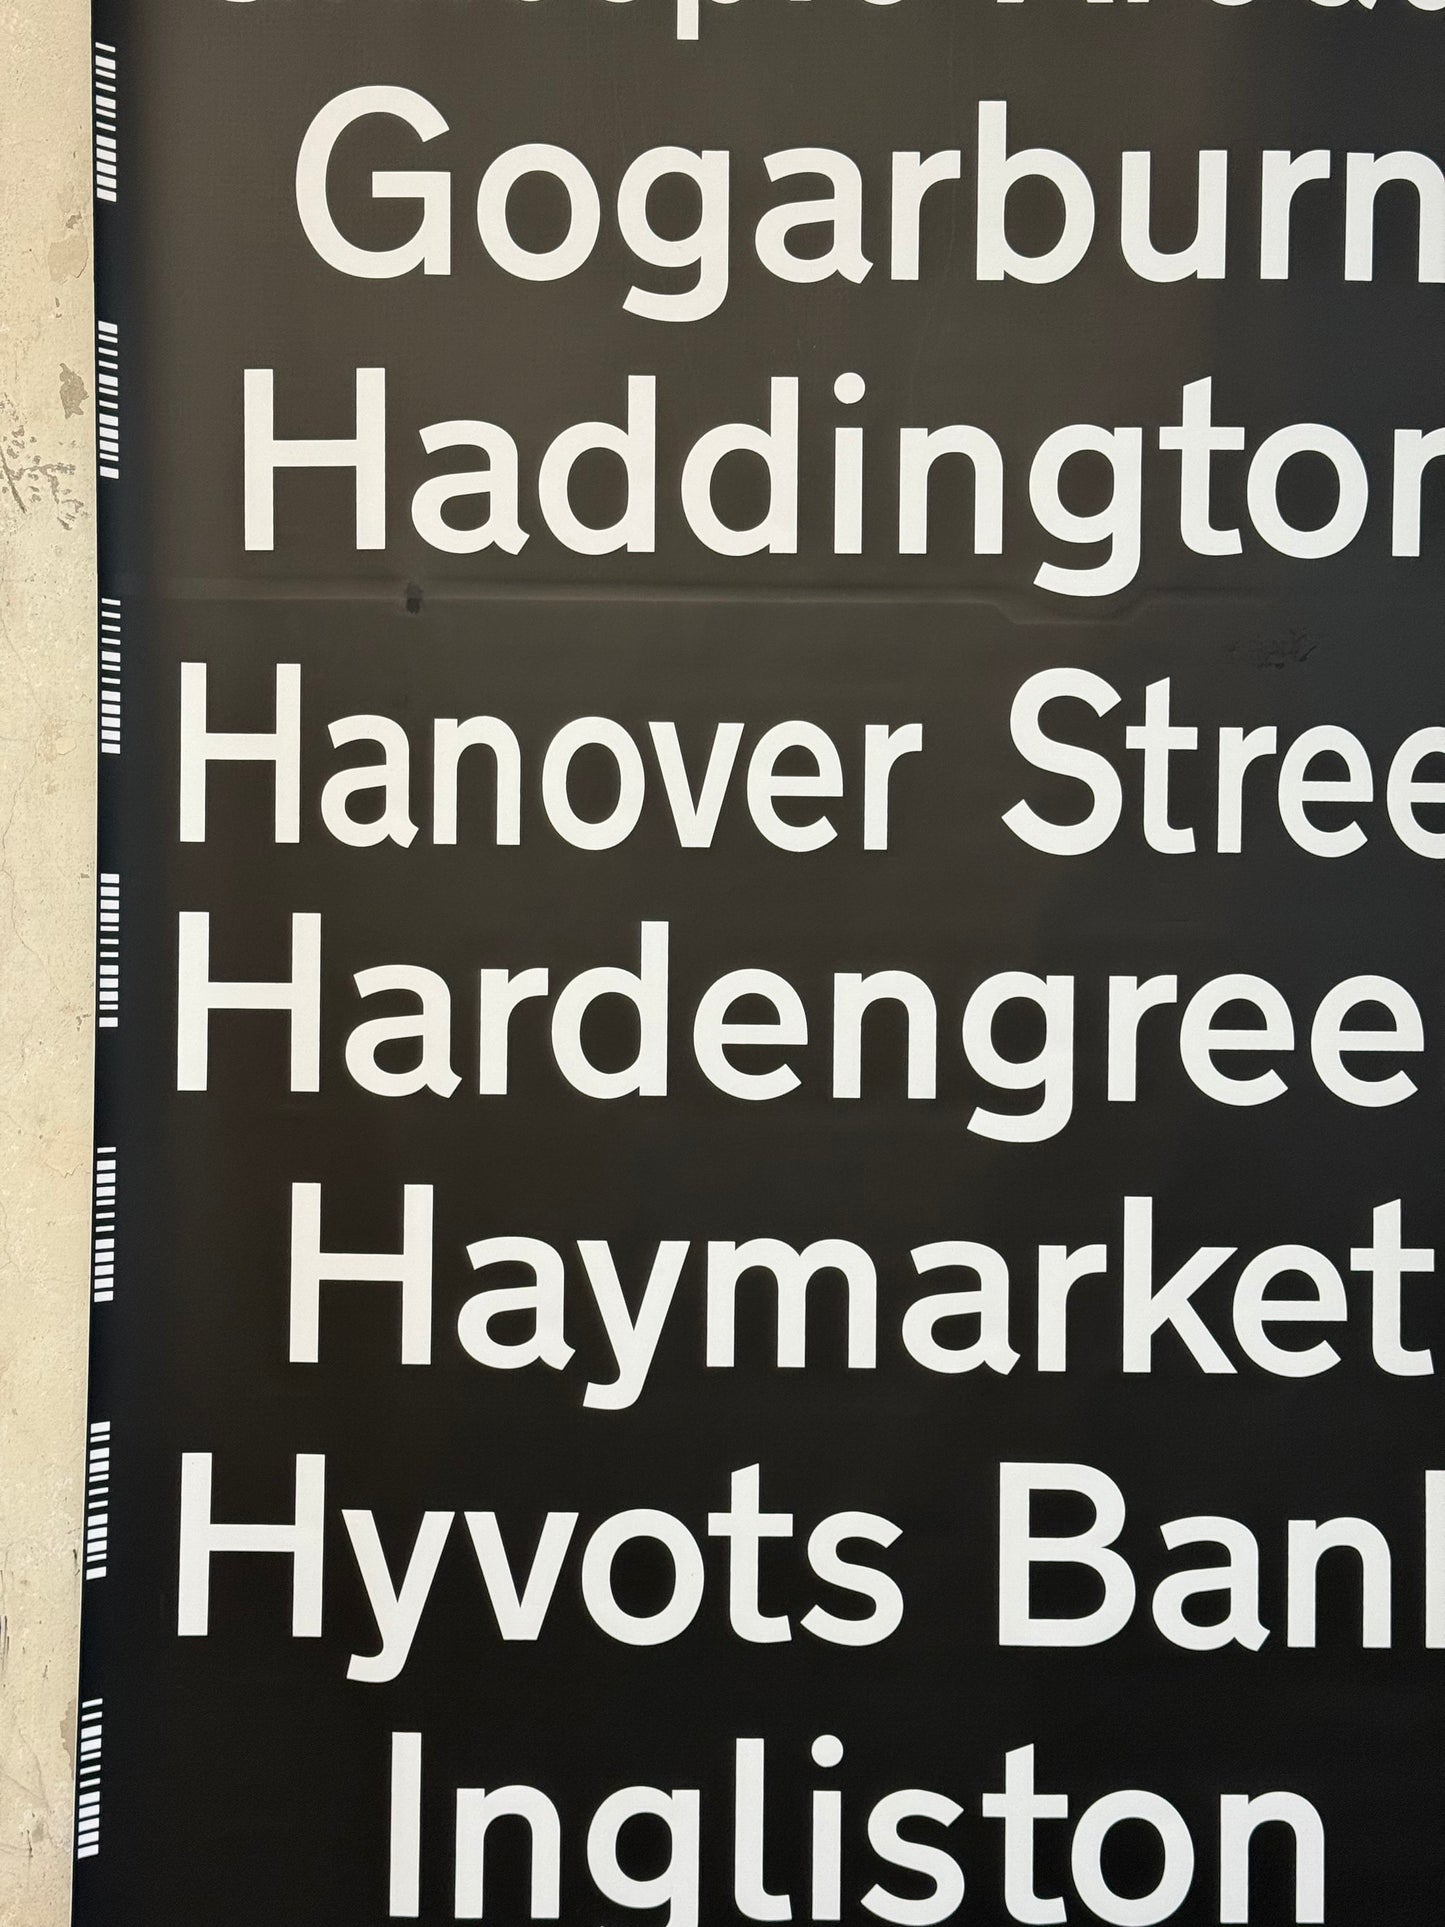 Gogarburn
Haddington
Hanover Stree
Hardengree
Haymarket
Hyvots Ban
Ingliston